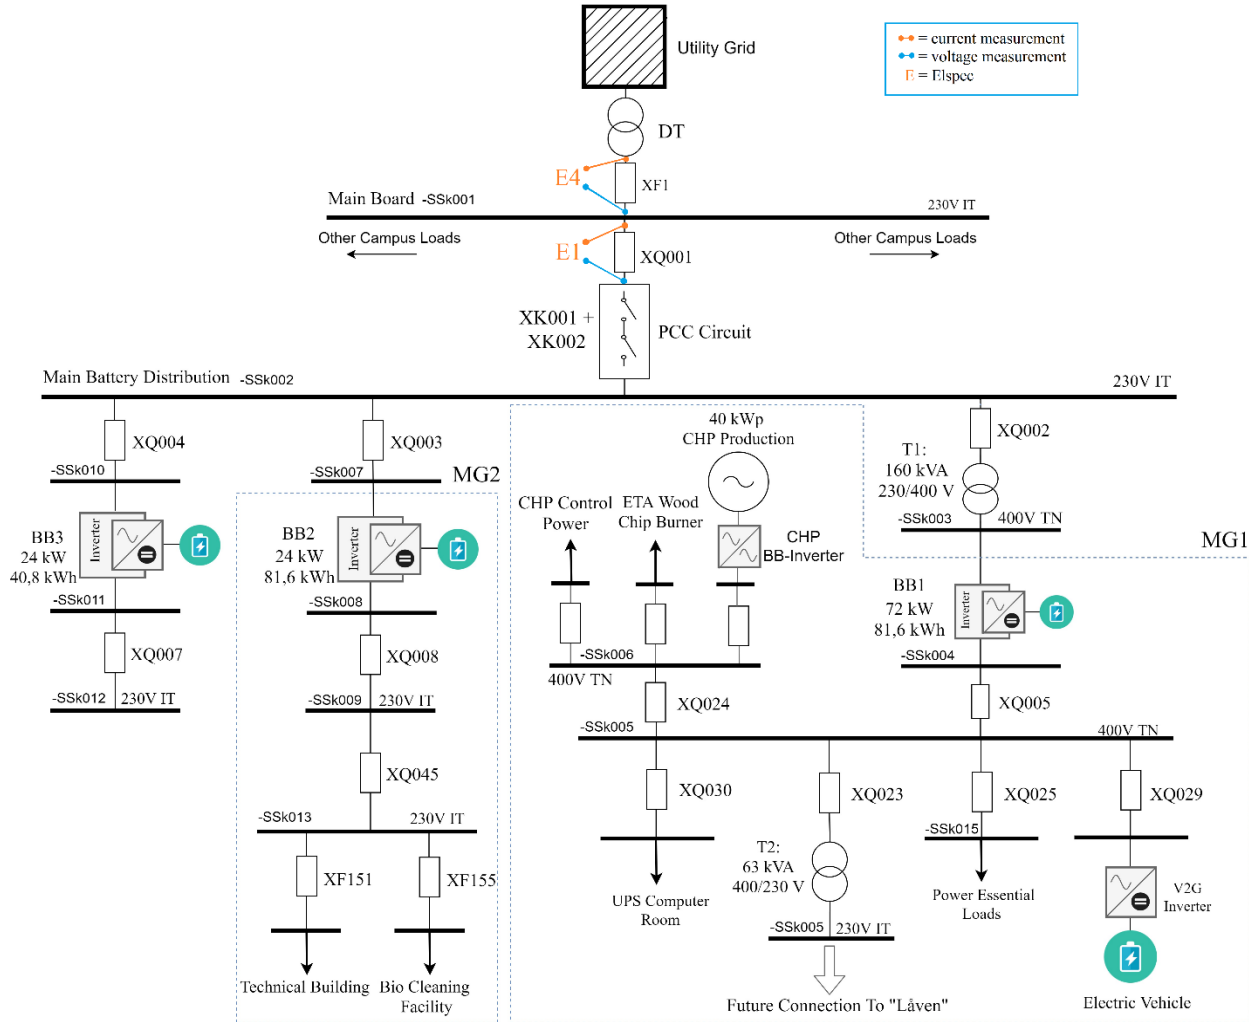 Utility Grid
= current measurement
= voltage measurement
E = Elspec
DT
E4
XF1
Main Board -SSk001
230V IT
Other Campus Loads
Other Campus Loads
E1
XQ001
XK001 +
XK002
PCC Circuit
Main Battery Distribution -SSk002
230V IT
XQ004
XQ003
40 kWp
CHP Production
XQ002
T1:
160 kVA
230/400 V
-SSk010
-SSk007
MG2
CHP Control
Power
ETA Wood
Chip Burner
CHP
BB-Inverter
-SSk003
400V TN
MG1
BB3
24 kW
40,8 kWh
Inverter
BB2
24 kW
81,6 kWh
Inverter
BB1
72 kW
81,6 kWh
Inverter
-SSk011
-SSk008
XQ007
XQ008
-SSk006
400V TN
-SSk004
-SSk012
230V IT
-SSk009
230V IT
XQ024
XQ005
-SSk005
400V TN
XQ045
XQ030
XQ023
XQ025
XQ029
-SSk013
230V IT
-SSk015
XF151
XF155
T2:
63 kVA
400/230 V
UPS Computer
Room
Power Essential
Loads
V2G
Inverter
-SSk005
230V IT
Technical Building
Bio Cleaning
Facility
Future Connection To "Låven"
Electric Vehicle